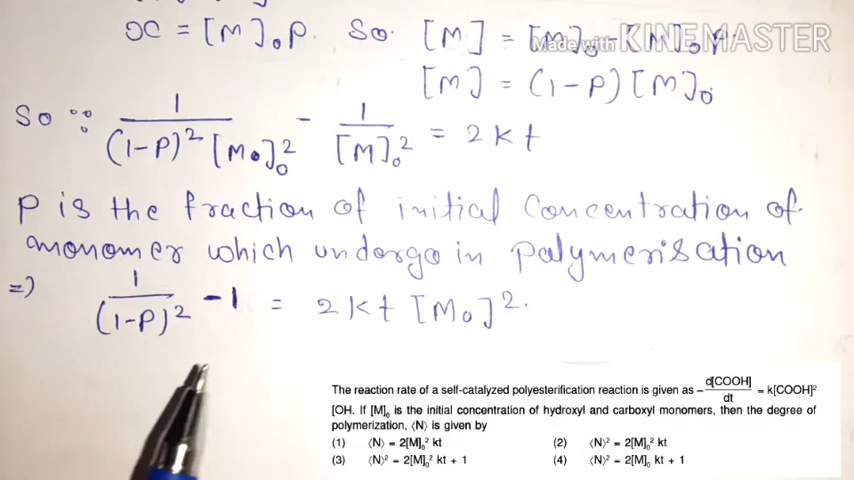 x = [M]₀P. So. [M] = [M]₀ - [M]₀P.
Made with KINEMASTER
[M] = (1-P) [M]₀
So ∵ 1/(1-P)² [M₀]₀² - 1/[M]₀² = 2kt
P is the fraction of initial concentration of
monomer which undergo in polymerisation
=) 1/(1-P)² - 1 = 2kt [M₀]².
The reaction rate of a self-catalyzed polyesterification reaction is given as -d[COOH]/dt = k[COOH]²
[OH. If [M]₀ is the initial concentration of hydroxyl and carboxyl monomers, then the degree of
polymerization, ⟨N⟩ is given by
(1) ⟨N⟩ = 2[M]₀² kt (2) ⟨N⟩² = 2[M]₀² kt
(3) ⟨N⟩² = 2[M]₀² kt + 1 (4) ⟨N⟩² = 2[M]₀ kt + 1